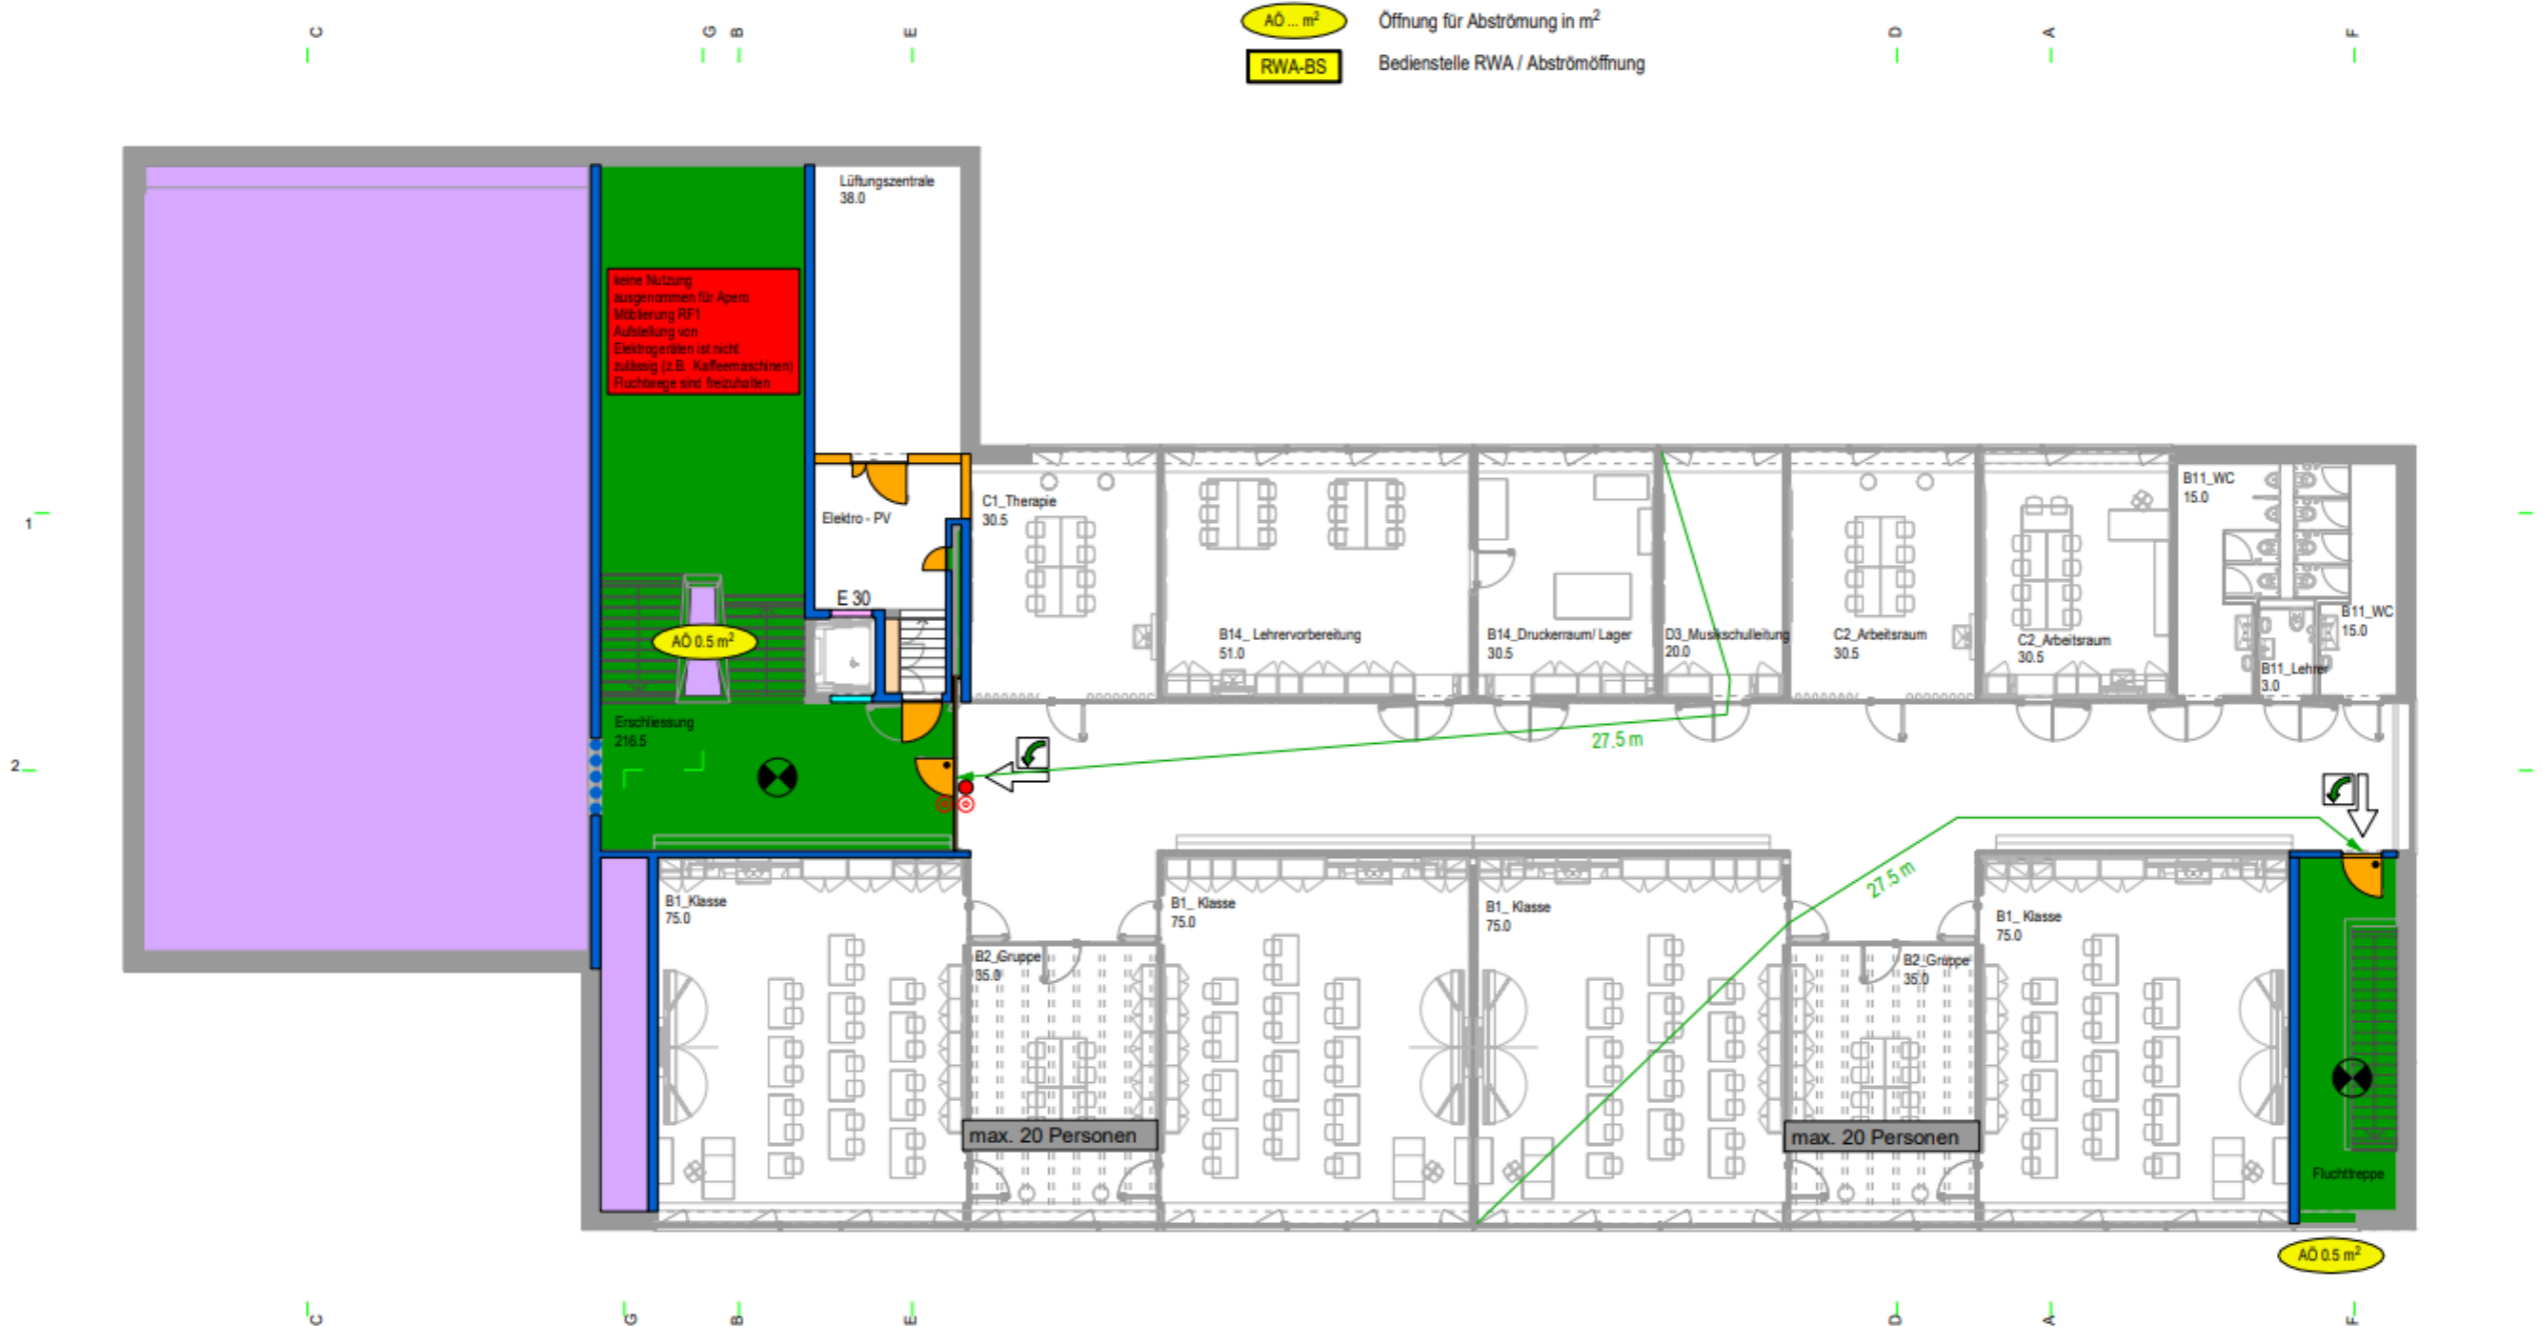 AÖ ... m²
Öffnung für Abströmung in m²
RWA-BS
Bedienstelle RWA / Abströmöffnung
C
G
B
E
D
A
F
Lüftungszentrale
38.0
keine Nutzung
ausgenommen für Apero
Möblierung RF1
Aufstellung von
Elektrogeräten ist nicht
zulässig (z.B. Kaffeemaschinen)
Fluchtwege sind freizuhalten
1
Elektro - PV
E 30
C1_Therapie
30.5
B14_ Lehrervorbereitung
51.0
B14_Druckerraum/ Lager
30.5
D3_Musikschulleitung
20.0
C2_Arbeitsraum
30.5
C2_Arbeitsraum
30.5
B11_WC
15.0
B11_WC
15.0
B11_Lehrer
3.0
AÖ 0.5 m²
Erschliessung
216.5
2
27.5 m
27.5 m
B1_Klasse
75.0
B2_Gruppe
35.0
B1_ Klasse
75.0
B1_ Klasse
75.0
B2_Gruppe
35.0
B1_ Klasse
75.0
max. 20 Personen
max. 20 Personen
Fluchttreppe
AÖ 0.5 m²
C
G
B
E
D
A
F